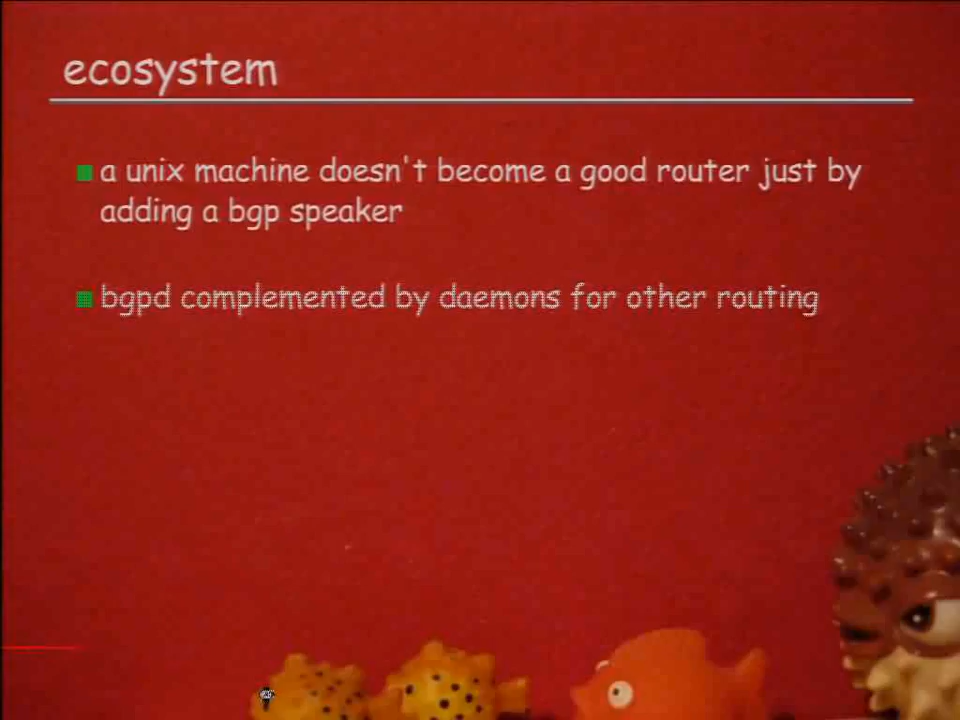 ecosystem
a unix machine doesn't become a good router just by
adding a bgp speaker
bgpd complemented by daemons for other routing